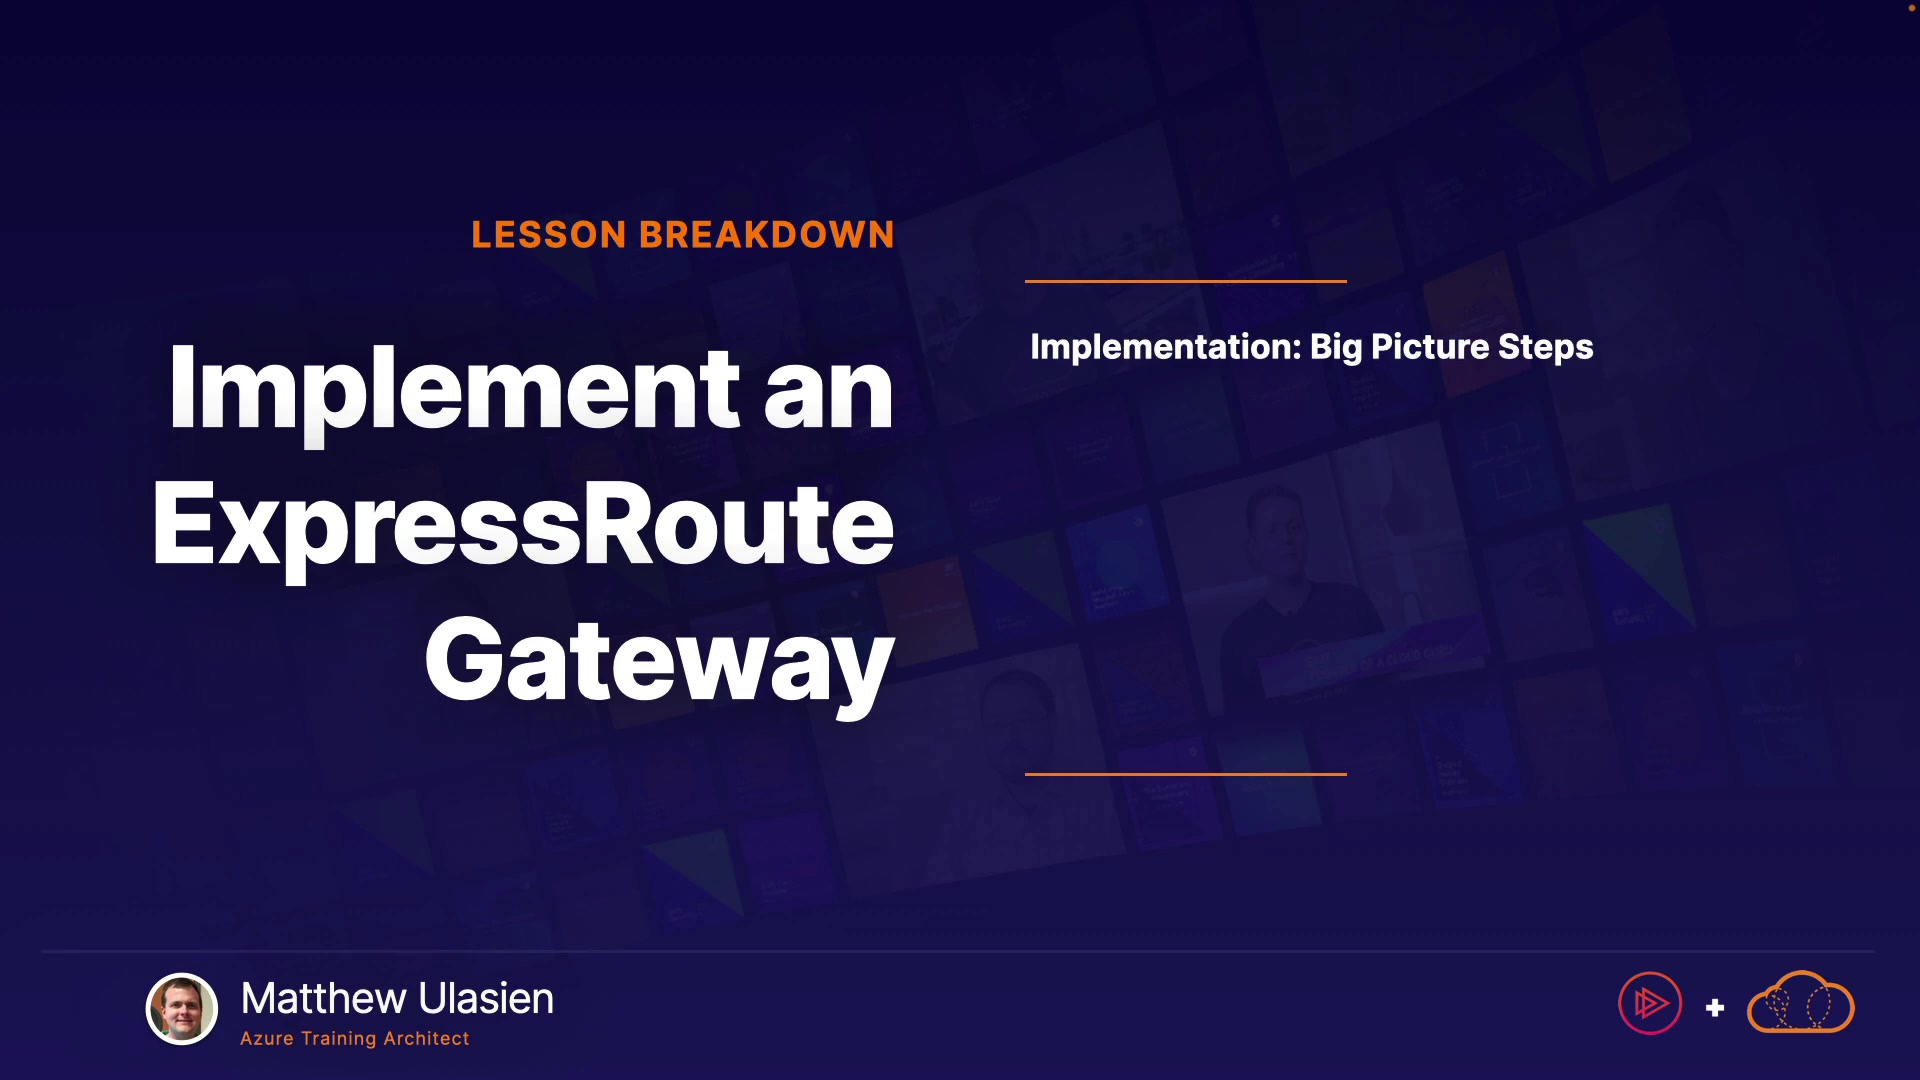 LESSON BREAKDOWN
Implement an
ExpressRoute
Gateway
Implementation: Big Picture Steps
Matthew Ulasien
Azure Training Architect
+